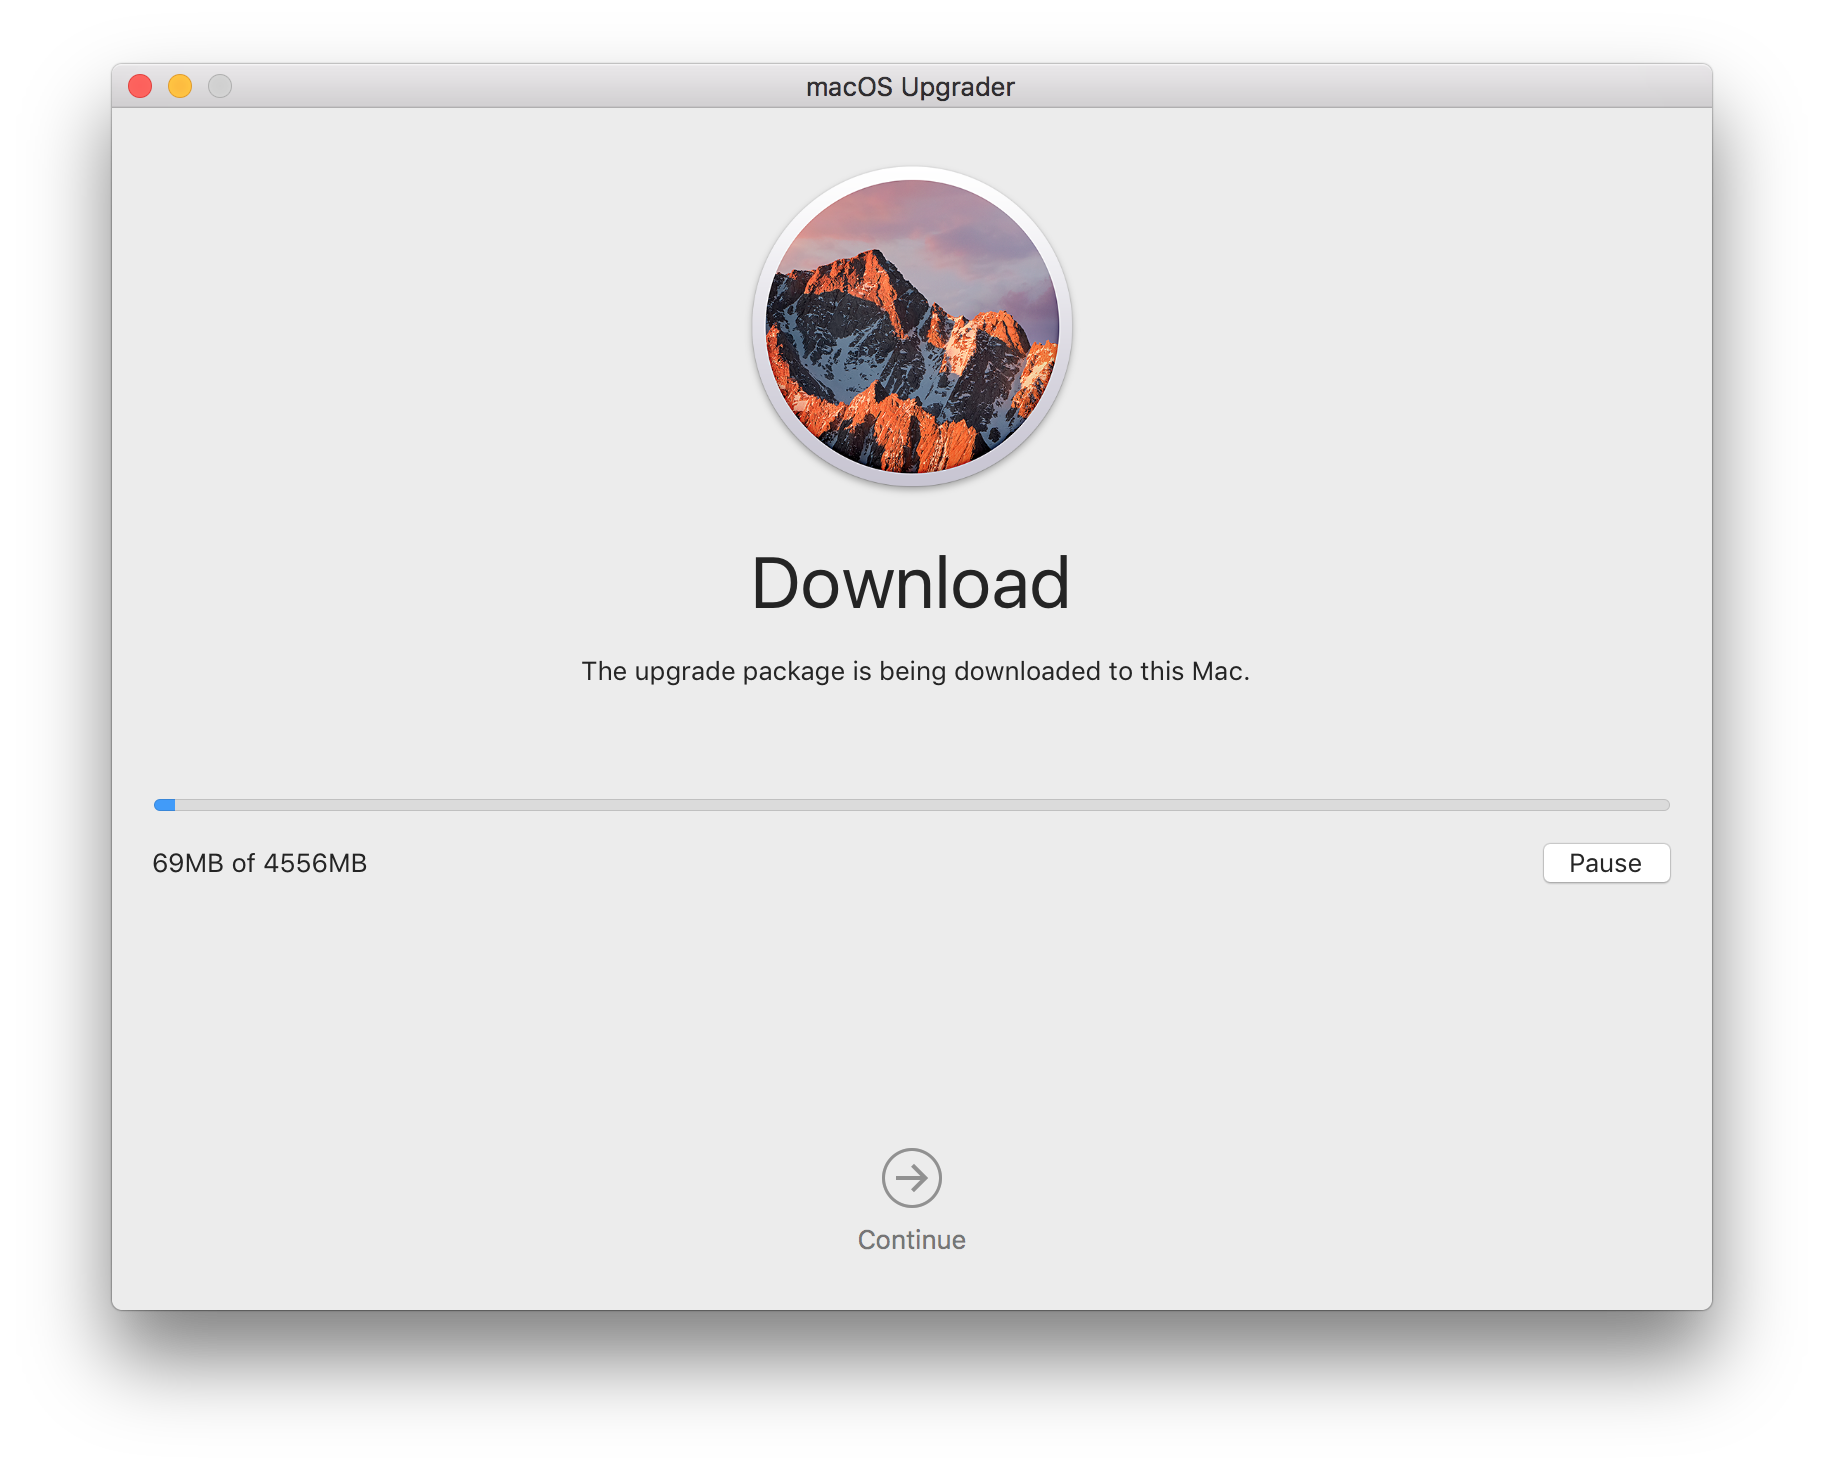 macOS Upgrader
Download
The upgrade package is being downloaded to this Mac.
69MB of 4556MB
Pause
Continue